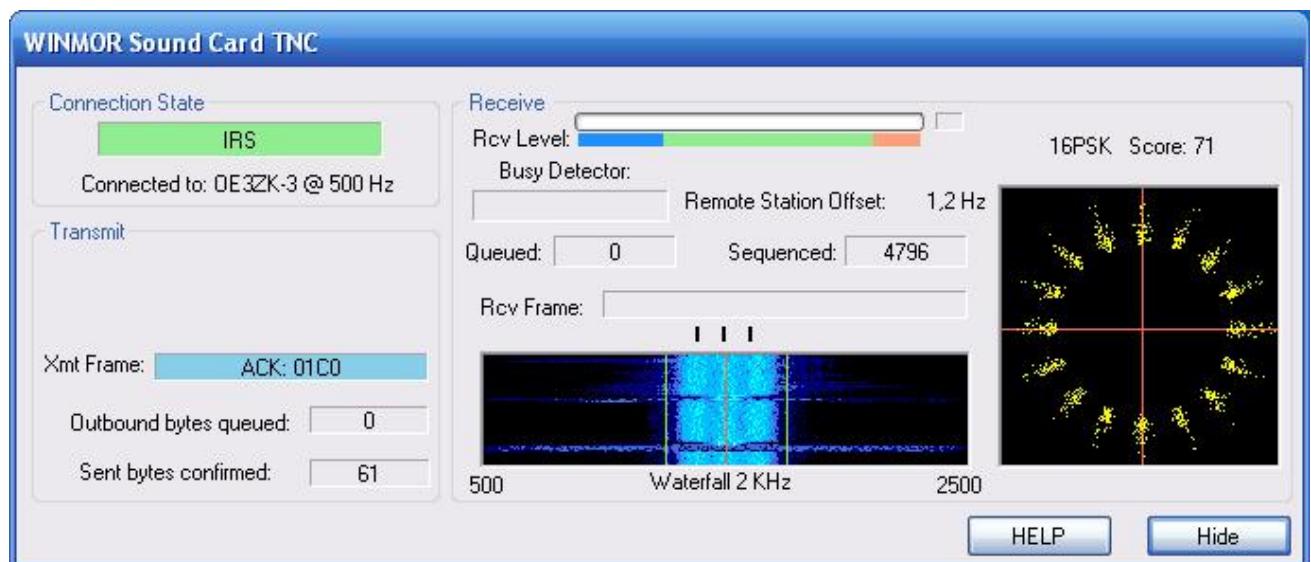 WINMOR Sound Card TNC
Connection State
IRS
Connected to: OE3ZK-3 @ 500 Hz
Transmit
Xmt Frame: ACK: 01C0
Outbound bytes queued: 0
Sent bytes confirmed: 61
Receive
Rcv Level:
Busy Detector:
Remote Station Offset: 1,2 Hz
Queued: 0 Sequenced: 4796
Rcv Frame:
500 Waterfall 2 KHz 2500
16PSK Score: 71
HELP Hide